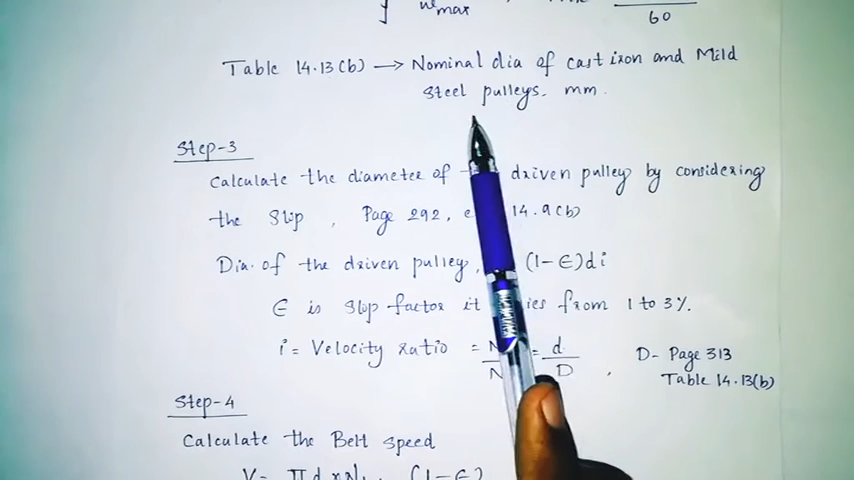 max
60
Table 14.13(b) → Nominal dia of cast iron and Mild
Steel pulleys. mm.
Step-3
Calculate the diameter of driven pulley by considering
the Slip , Page 292, 14.9(b)
Dia. of the driven pulley, (1-ϵ)di
ϵ is Slip factor it from 1 to 3%.
i = Velocity ratio = N = d
N D , D- Page 313
Table 14.13(b)
Step-4
Calculate the Belt speed
V= πd (1-ϵ)